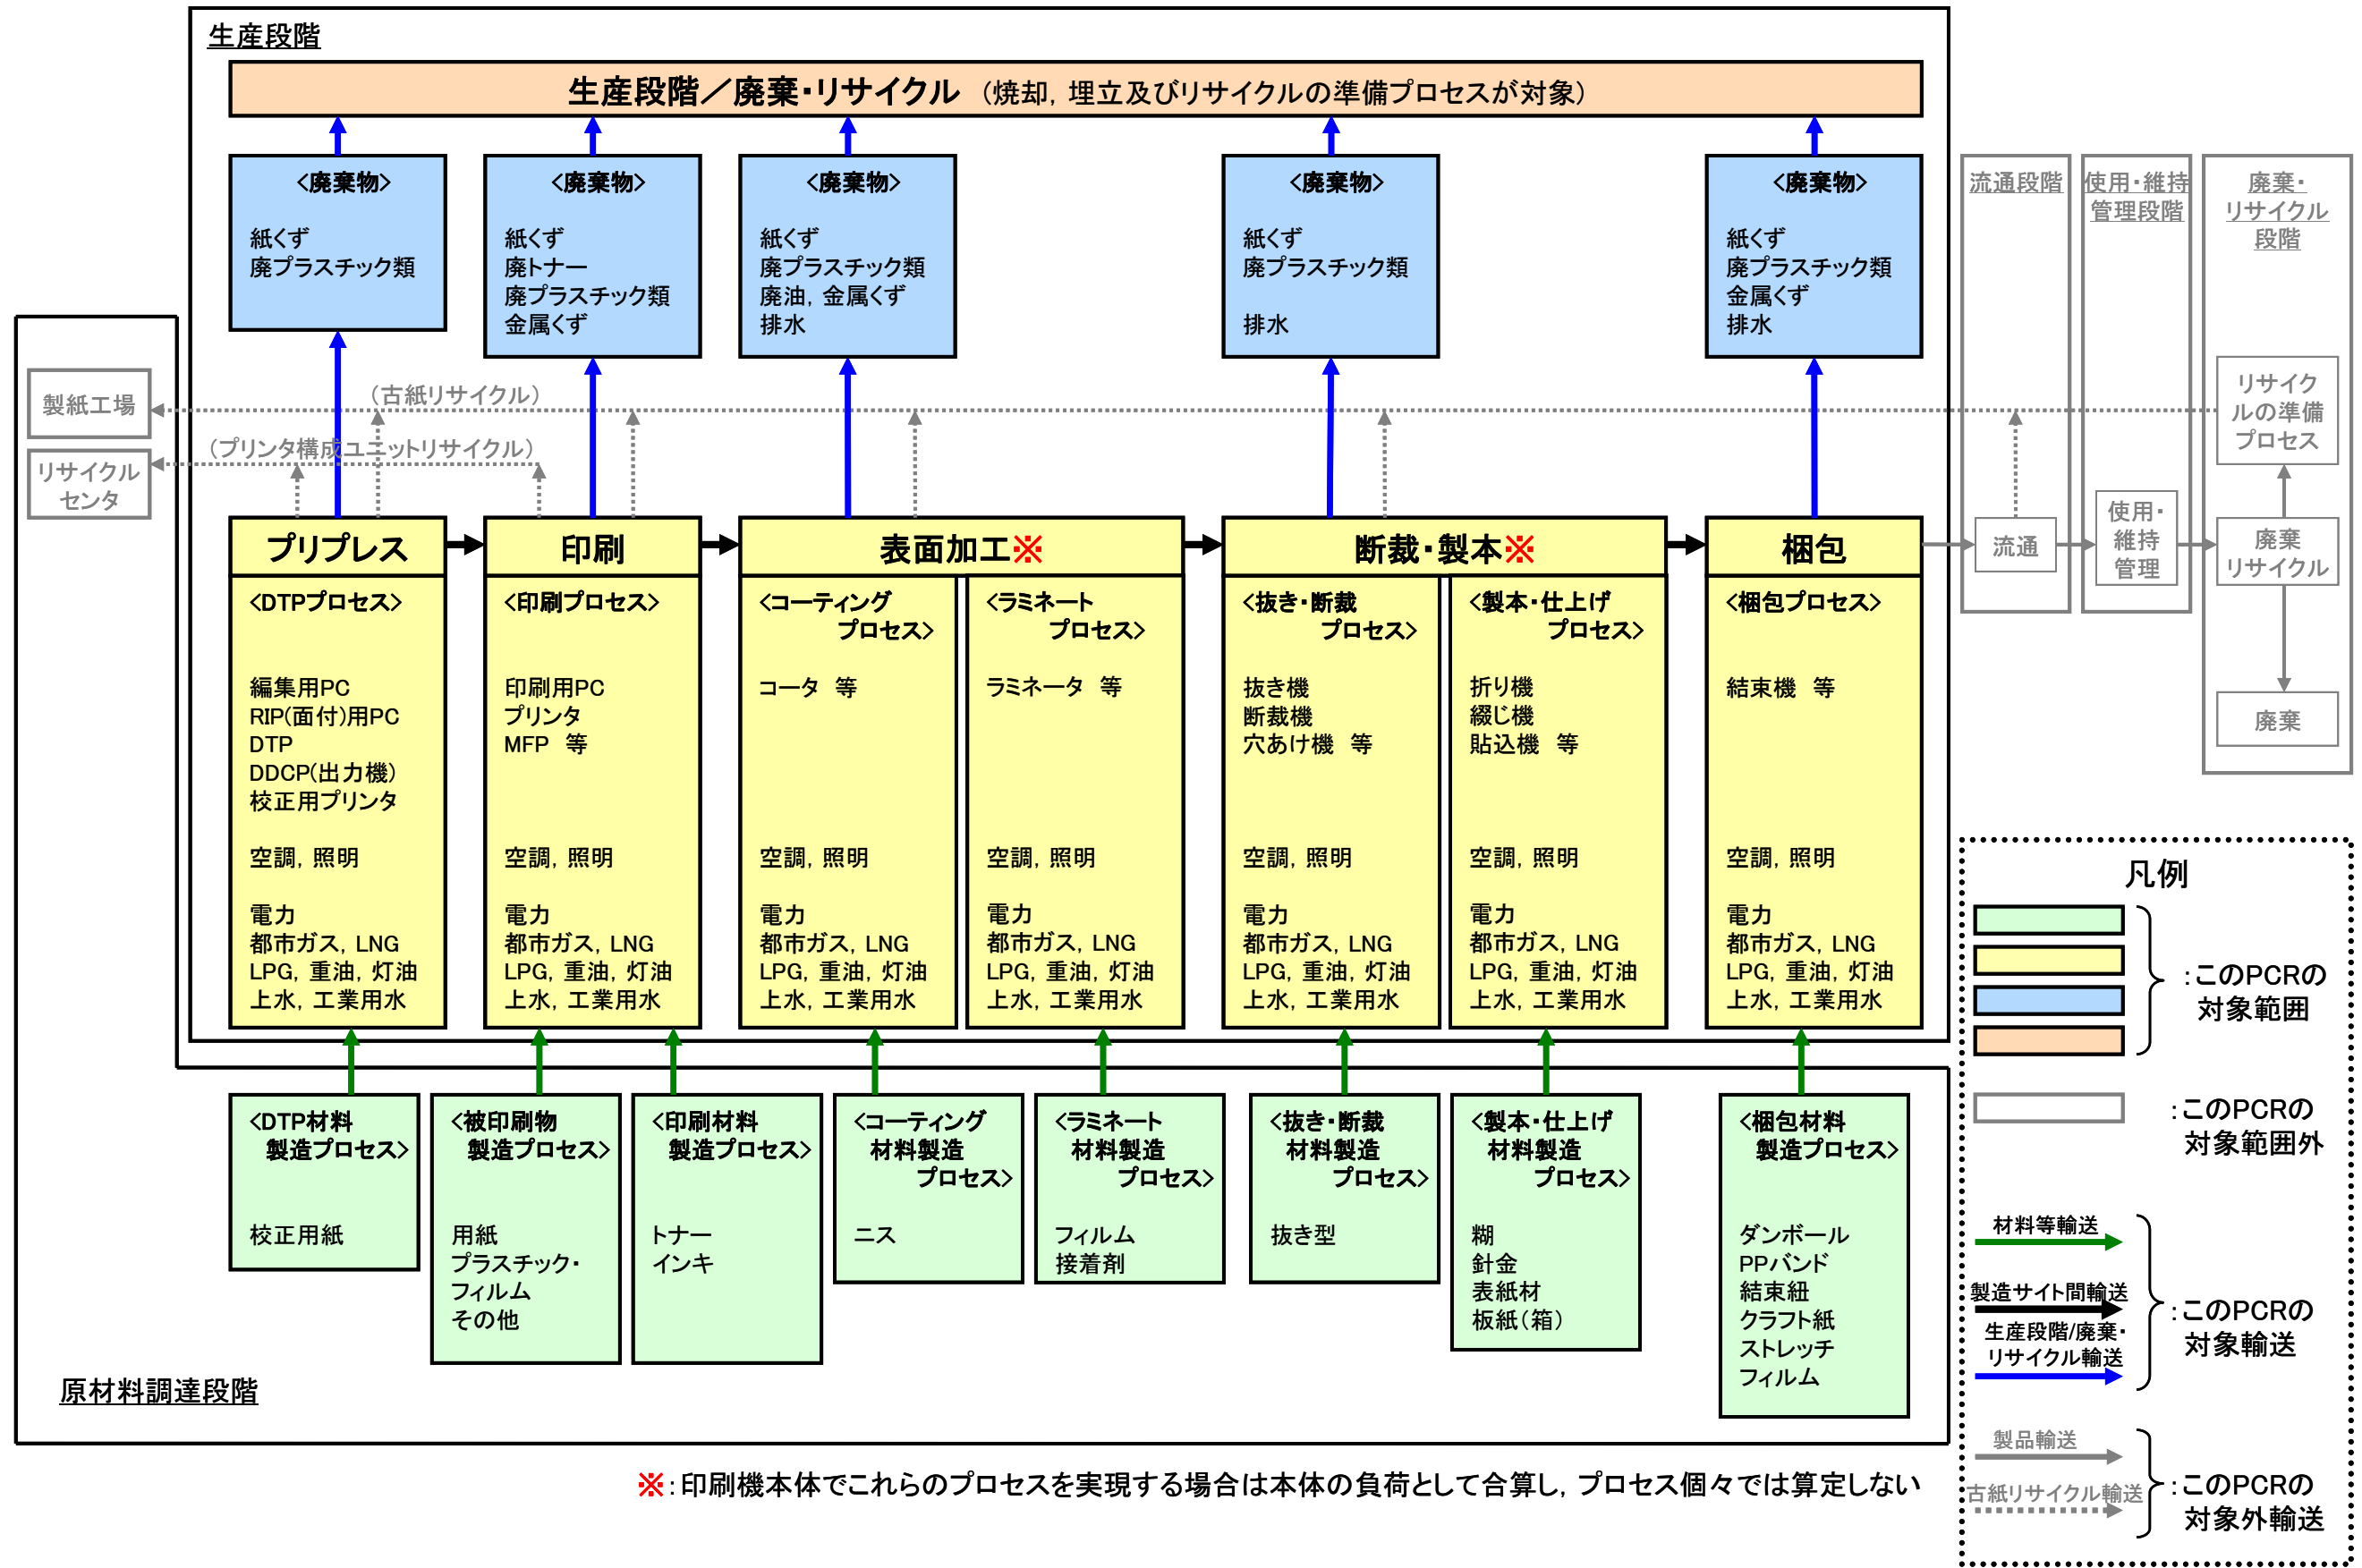 生産段階
生産段階／廃棄・リサイクル （焼却，埋立及びリサイクルの準備プロセスが対象）
<廃棄物>
紙くず
廃プラスチック類
<廃棄物>
紙くず
廃トナー
廃プラスチック類
金属くず
<廃棄物>
紙くず
廃プラスチック類
廃油，金属くず
排水
<廃棄物>
紙くず
廃プラスチック類
排水
<廃棄物>
紙くず
廃プラスチック類
金属くず
排水
流通段階
使用・維持
管理段階
廃棄・
リサイクル
段階
製紙工場
（古紙リサイクル）
リサイクル
センタ
（プリンタ構成ユニットリサイクル）
リサイク
ルの準備
プロセス
プリプレス
印刷
表面加工※
断裁・製本※
梱包
流通
使用・
維持
管理
廃棄
リサイクル
廃棄
<DTPプロセス>
編集用PC
RIP(面付)用PC
DTP
DDCP(出力機)
校正用プリンタ
空調，照明
電力
都市ガス，LNG
LPG，重油，灯油
上水，工業用水
<印刷プロセス>
印刷用PC
プリンタ
MFP 等
空調，照明
電力
都市ガス，LNG
LPG，重油，灯油
上水，工業用水
<コーティング
プロセス>
コータ 等
空調，照明
電力
都市ガス，LNG
LPG，重油，灯油
上水，工業用水
<ラミネート
プロセス>
ラミネータ 等
空調，照明
電力
都市ガス，LNG
LPG，重油，灯油
上水，工業用水
<抜き・断裁
プロセス>
抜き機
断裁機
穴あけ機 等
空調，照明
電力
都市ガス，LNG
LPG，重油，灯油
上水，工業用水
<製本・仕上げ
プロセス>
折り機
綴じ機
貼込機 等
空調，照明
電力
都市ガス，LNG
LPG，重油，灯油
上水，工業用水
<梱包プロセス>
結束機 等
空調，照明
電力
都市ガス，LNG
LPG，重油，灯油
上水，工業用水
<DTP材料
製造プロセス>
校正用紙
<被印刷物
製造プロセス>
用紙
プラスチック・
フィルム
その他
<印刷材料
製造プロセス>
トナー
インキ
<コーティング
材料製造
プロセス>
ニス
<ラミネート
材料製造
プロセス>
フィルム
接着剤
<抜き・断裁
材料製造
プロセス>
抜き型
<製本・仕上げ
材料製造
プロセス>
糊
針金
表紙材
板紙（箱）
<梱包材料
製造プロセス>
ダンボール
PPバンド
結束紐
クラフト紙
ストレッチ
フィルム
原材料調達段階
※：印刷機本体でこれらのプロセスを実現する場合は本体の負荷として合算し，プロセス個々では算定しない
凡例
：このPCRの
対象範囲
：このPCRの
対象範囲外
材料等輸送
製造サイト間輸送
生産段階/廃棄・
リサイクル輸送
：このPCRの
対象輸送
製品輸送
古紙リサイクル輸送
：このPCRの
対象外輸送